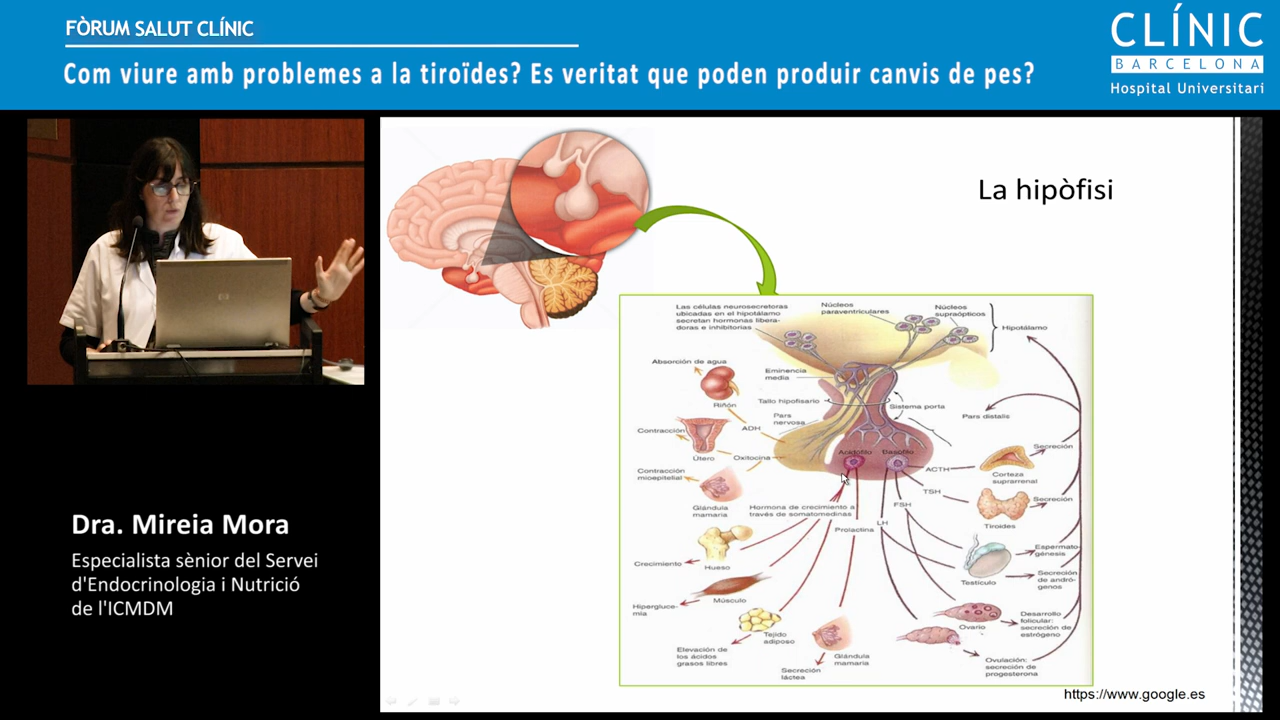 FÒRUM SALUT CLÍNIC
Com viure amb problemes a la tiroïdes? Es veritat que poden produir canvis de pes?
CLÍNIC
BARCELONA
Hospital Universitari
La hipòfisi
Las células neurosecretoras
ubicadas en el hipotálamo
secretan hormonas libera-
doras e inhibitorias
Núcleos
paraventriculares
Núcleos
supraópticos
Hipotálamo
Absorción de agua
Eminencia
media
Riñón
Tallo hipofisario
Sistema porta
Pars distalis
Pars
nervosa
ADH
Contracción
Útero
Oxitocina
Acidófilo
Basófilo
ACTH
Secreción
Corteza
suprarrenal
Contracción
mioepitelial
Glándula
mamaria
TSH
Secreción
Tiroides
FSH
Hormona de crecimiento a
través de somatomedinas
LH
Prolactina
Crecimiento
Hueso
Espermato-
génesis
Testículo
Secreción
de andró-
genos
Músculo
Hipergluce-
mia
Ovario
Desarrollo
folicular:
secreción de
estrógeno
Tejido
adiposo
Elevación de
los ácidos
grasos libres
Glándula
mamaria
Secreción
láctea
Ovulación:
secreción de
progesterona
https://www.google.es
Dra. Mireia Mora
Especialista sènior del Servei
d'Endocrinologia i Nutrició
de l'ICMDM